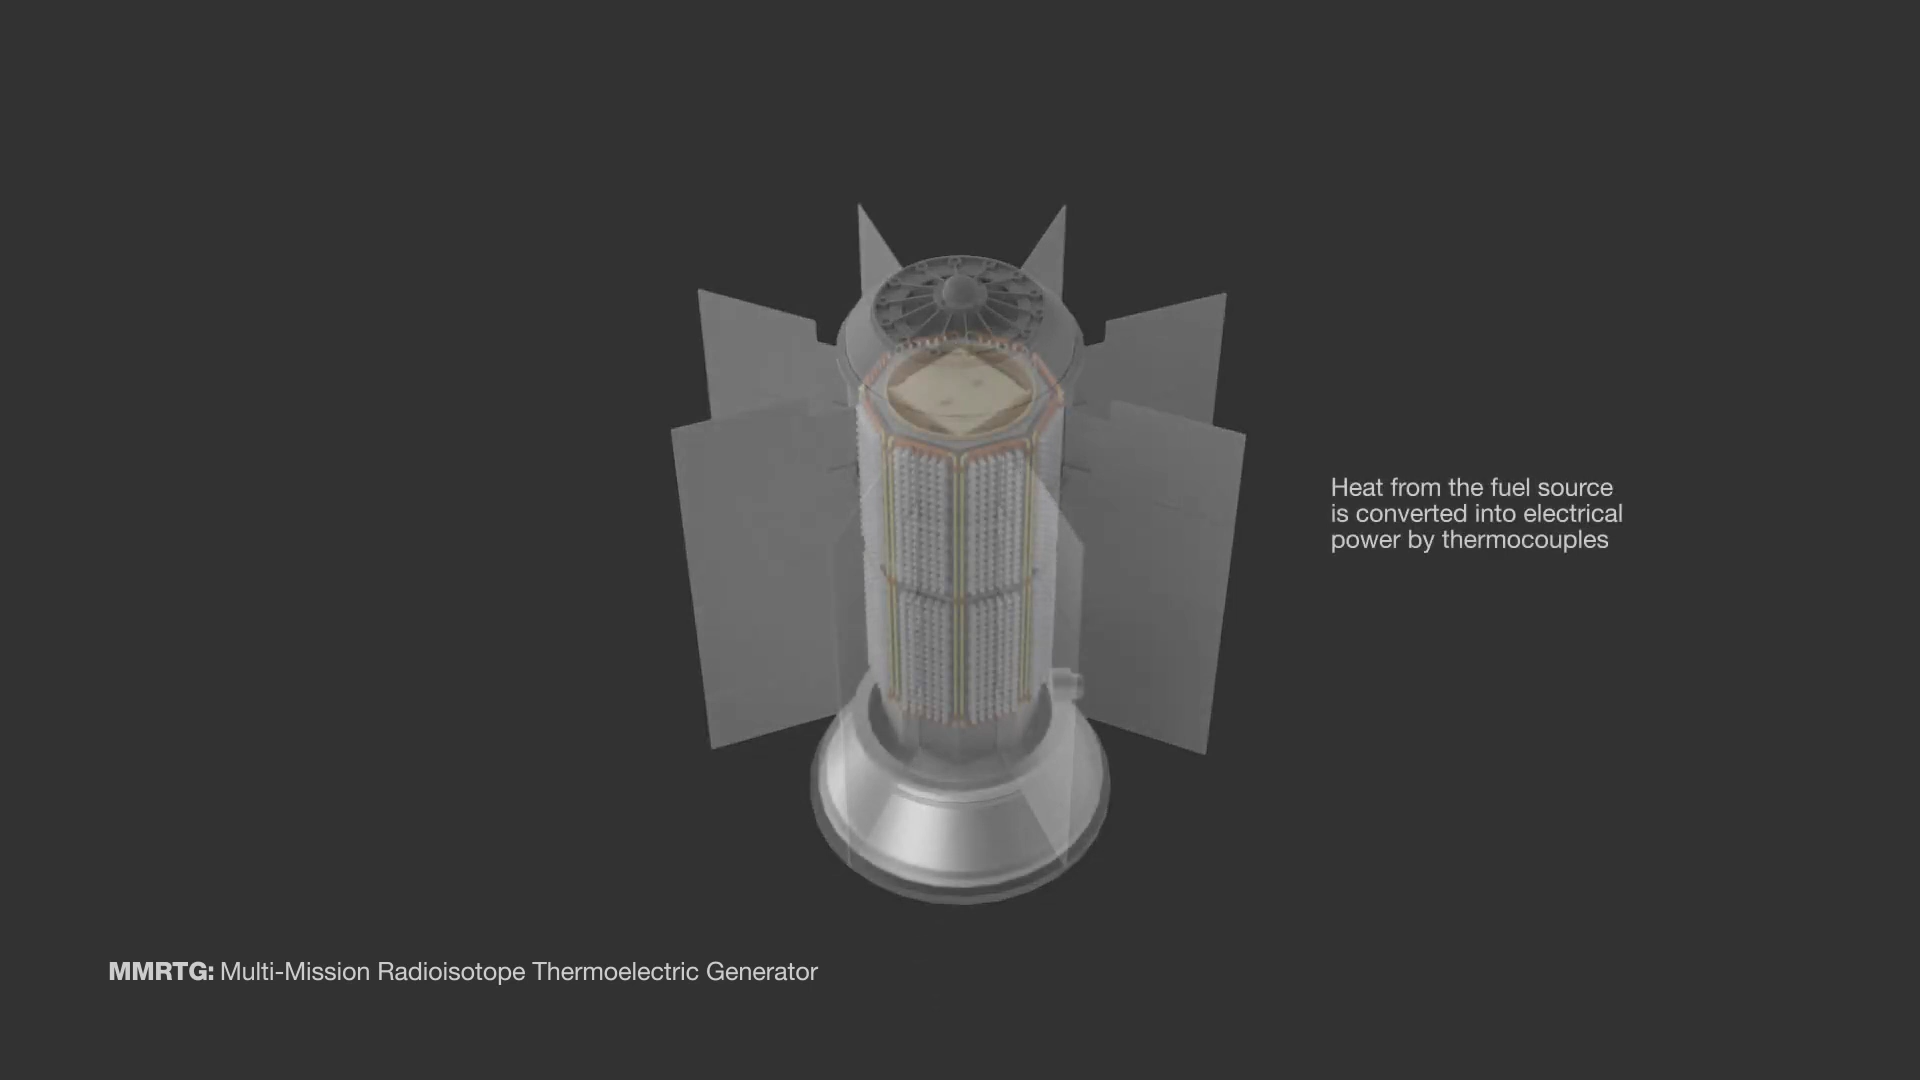 Heat from the fuel source
is converted into electrical
power by thermocouples
MMRTG: Multi-Mission Radioisotope Thermoelectric Generator